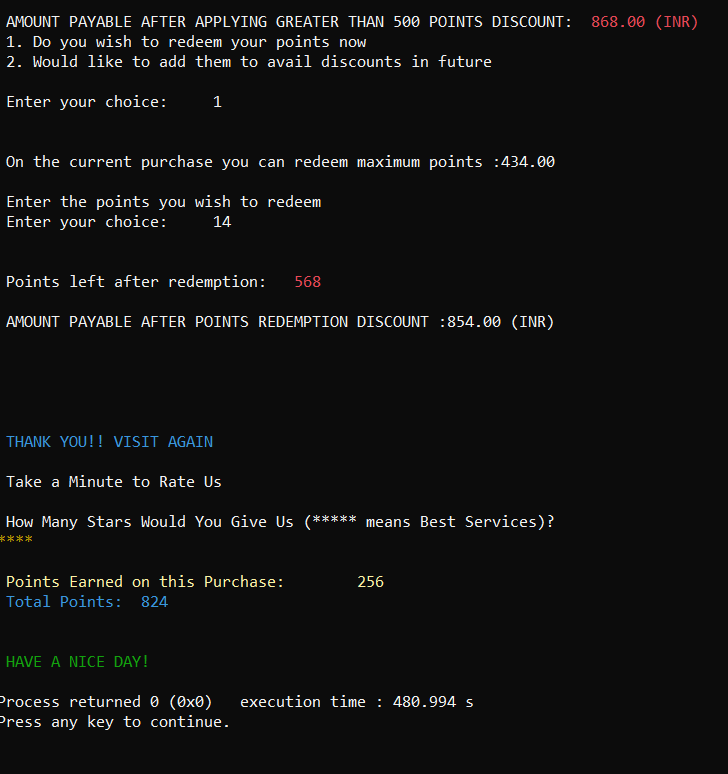 AMOUNT PAYABLE AFTER APPLYING GREATER THAN 500 POINTS DISCOUNT:  868.00 (INR)
1. Do you wish to redeem your points now
2. Would like to add them to avail discounts in future
Enter your choice:     1
On the current purchase you can redeem maximum points :434.00
Enter the points you wish to redeem
Enter your choice:     14
Points left after redemption:   568
AMOUNT PAYABLE AFTER POINTS REDEMPTION DISCOUNT :854.00 (INR)
THANK YOU!! VISIT AGAIN
Take a Minute to Rate Us
How Many Stars Would You Give Us (***** means Best Services)?
****
Points Earned on this Purchase:        256
Total Points:  824
HAVE A NICE DAY!
Process returned 0 (0x0)   execution time : 480.994 s
Press any key to continue.